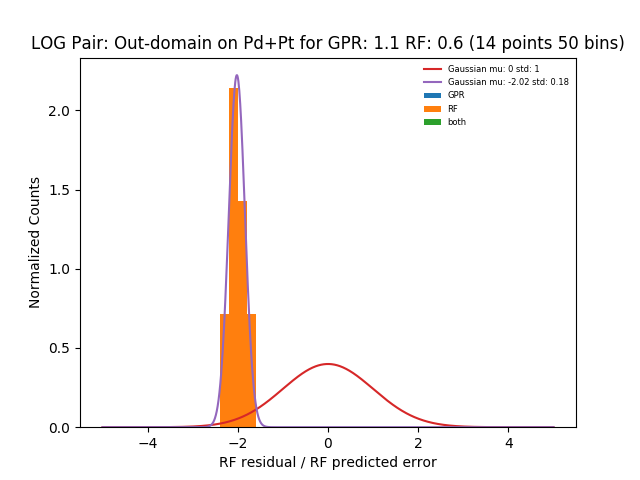 LOG Pair: Out-domain on Pd+Pt for GPR: 1.1 RF: 0.6 (14 points 50 bins)
Gaussian mu: 0 std: 1
Gaussian mu: -2.02 std: 0.18
GPR
RF
both
Normalized Counts
2.0
1.5
1.0
0.5
0.0
−4
−2
0
2
4
RF residual / RF predicted error